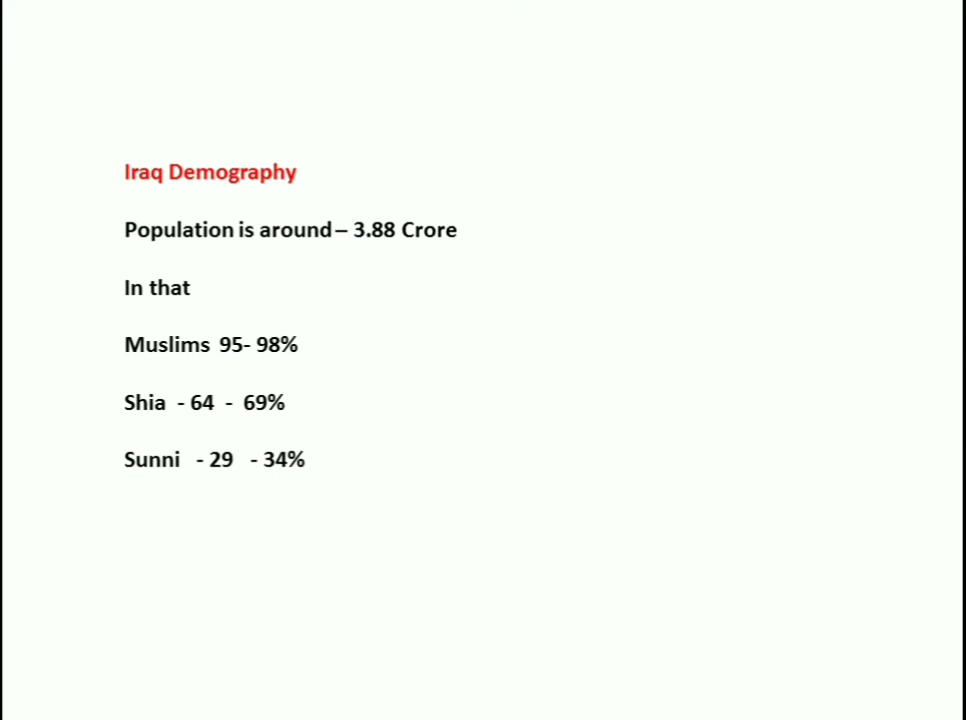 Iraq Demography
Population is around – 3.88 Crore
In that
Muslims 95- 98%
Shia - 64 - 69%
Sunni - 29 - 34%